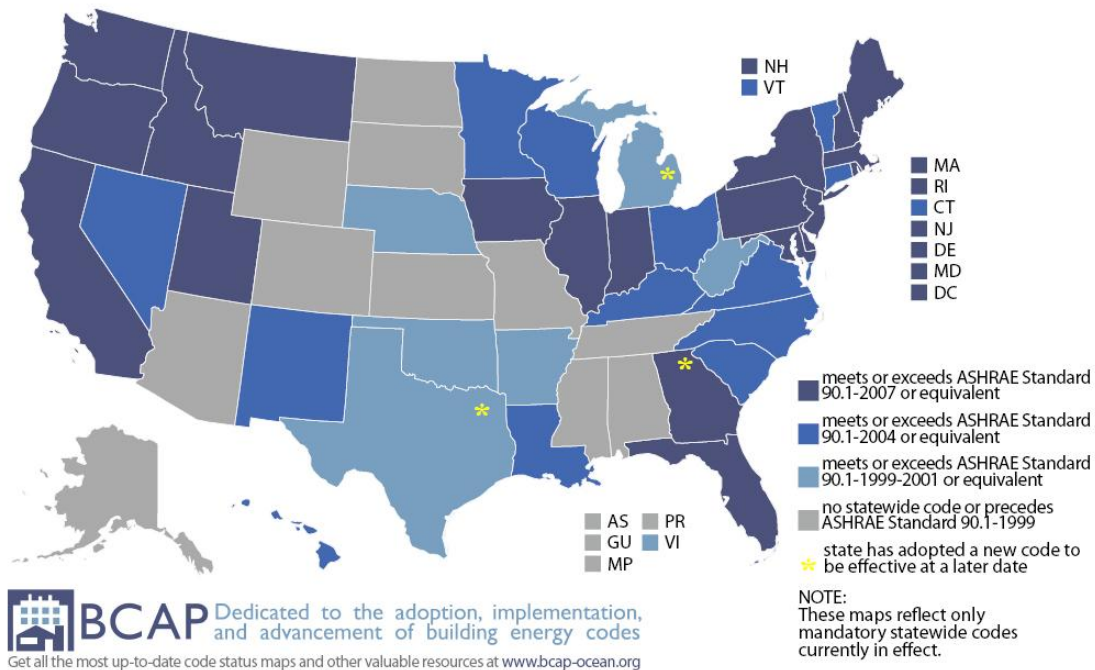 NH
VT
MA
RI
CT
NJ
DE
MD
DC
meets or exceeds ASHRAE Standard
90.1-2007 or equivalent
meets or exceeds ASHRAE Standard
90.1-2004 or equivalent
meets or exceeds ASHRAE Standard
90.1-1999-2001 or equivalent
no statewide code or precedes
ASHRAE Standard 90.1-1999
* state has adopted a new code to
be effective at a later date
AS PR
GU VI
MP
NOTE:
These maps reflect only
mandatory statewide codes
currently in effect.
BCAP Dedicated to the adoption, implementation,
and advancement of building energy codes
Get all the most up-to-date code status maps and other valuable resources at www.bcap-ocean.org